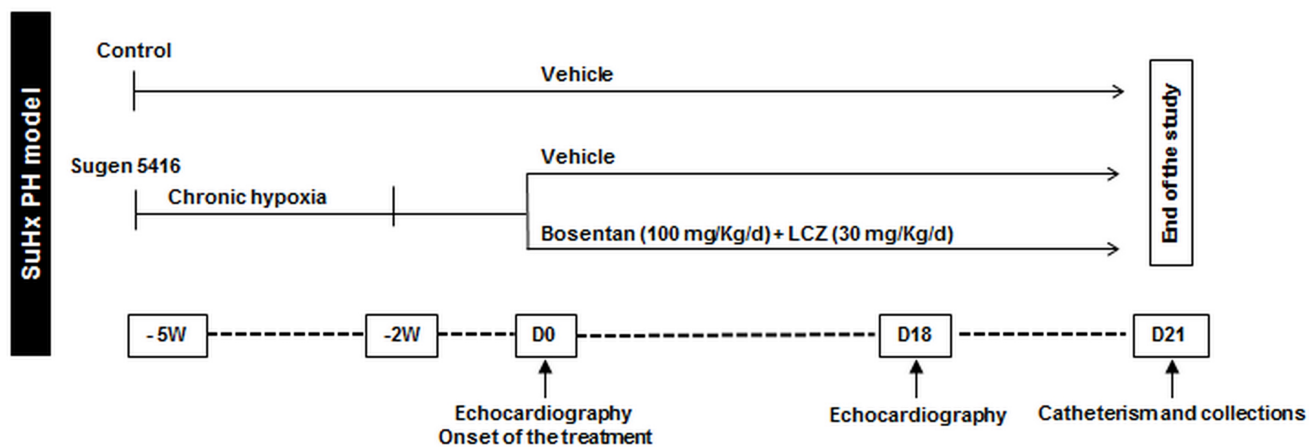 SuHx PH model
Control
Vehicle
Sugen 5416
Chronic hypoxia
Vehicle
Bosentan (100 mg/Kg/d) + LCZ (30 mg/Kg/d)
End of the study
- 5W
-2W
D0
D18
D21
Echocardiography
Onset of the treatment
Echocardiography
Catheterism and collections